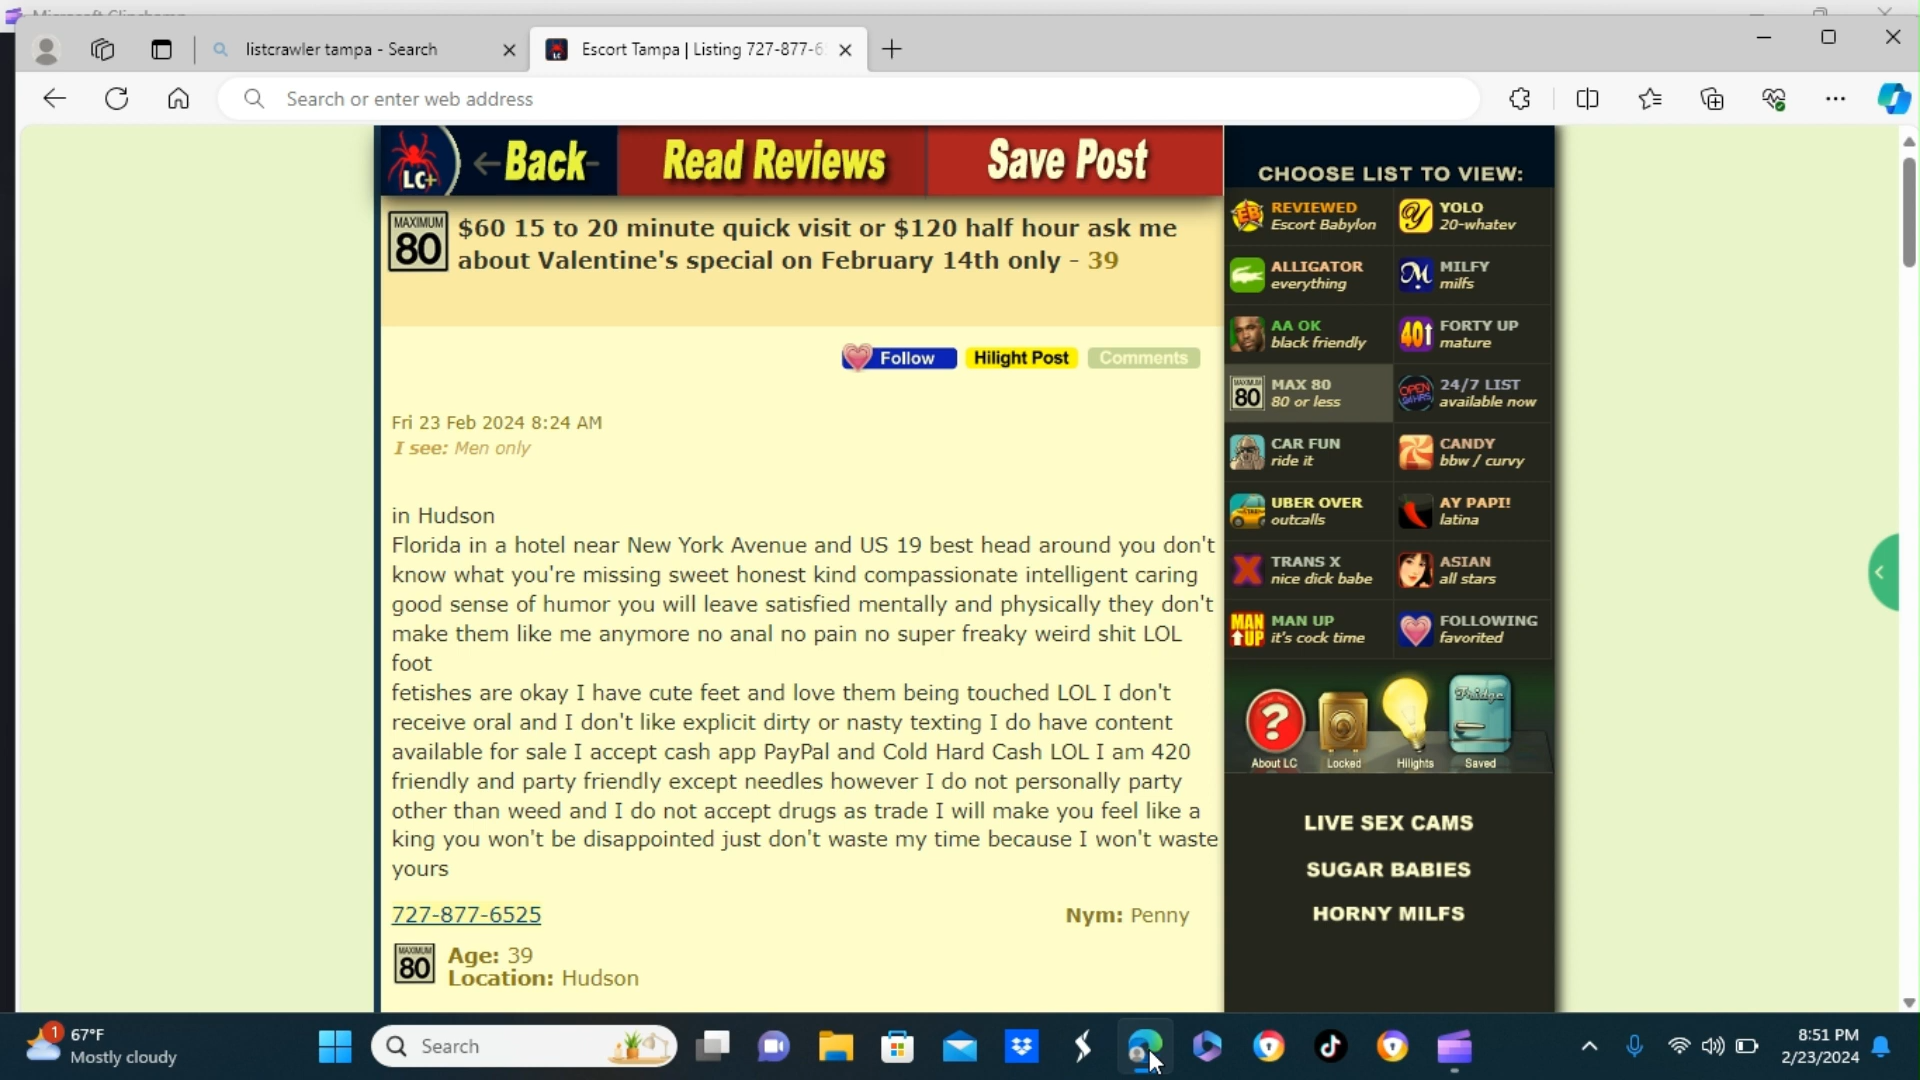 listcrawler tampa - Search
Escort Tampa | Listing 727-877-6
Search or enter web address
LC+
←Back-
Read Reviews
Save Post
MAXIMUM
80
$60 15 to 20 minute quick visit or $120 half hour ask me
about Valentine's special on February 14th only - 39
Follow
Hilight Post
Comments
Fri 23 Feb 2024 8:24 AM
I see: Men only
in Hudson
Florida in a hotel near New York Avenue and US 19 best head around you don't
know what you're missing sweet honest kind compassionate intelligent caring
good sense of humor you will leave satisfied mentally and physically they don't
make them like me anymore no anal no pain no super freaky weird shit LOL
foot
fetishes are okay I have cute feet and love them being touched LOL I don't
receive oral and I don't like explicit dirty or nasty texting I do have content
available for sale I accept cash app PayPal and Cold Hard Cash LOL I am 420
friendly and party friendly except needles however I do not personally party
other than weed and I do not accept drugs as trade I will make you feel like a
king you won't be disappointed just don't waste my time because I won't waste
yours
727-877-6525
Nym: Penny
MAXIMUM
80
Age: 39
Location: Hudson
CHOOSE LIST TO VIEW:
EB
REVIEWED
Escort Babylon
Y
YOLO
20-whatev
ALLIGATOR
everything
M
MILFY
milfs
AA OK
black friendly
40↑
FORTY UP
mature
MAXIMUM
80
MAX 80
80 or less
OPEN
24HRS
24/7 LIST
available now
CAR FUN
ride it
CANDY
bbw / curvy
UBER OVER
outcalls
AY PAPI!
latina
X
TRANS X
nice dick babe
ASIAN
all stars
MAN
↑UP
MAN UP
it's cock time
FOLLOWING
favorited
?
Fridge
About LC
Locked
Hilights
Saved
LIVE SEX CAMS
SUGAR BABIES
HORNY MILFS
1
67°F
Mostly cloudy
Search
8:51 PM
2/23/2024